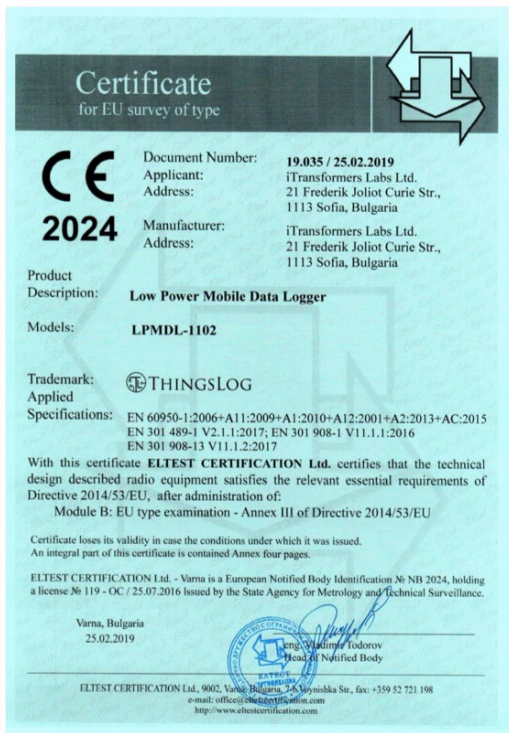 Certificate
for EU survey of type
CE
2024
Document Number: 19.035 / 25.02.2019
Applicant: iTransformers Labs Ltd.
Address: 21 Frederik Joliot Curie Str.,
1113 Sofia, Bulgaria
Manufacturer: iTransformers Labs Ltd.
Address: 21 Frederik Joliot Curie Str.,
1113 Sofia, Bulgaria
Product
Description: Low Power Mobile Data Logger
Models: LPMDL-1102
Trademark: THINGSLOG
Applied
Specifications: EN 60950-1:2006+A11:2009+A1:2010+A12:2001+A2:2013+AC:2015
EN 301 489-1 V2.1.1:2017; EN 301 908-1 V11.1.1:2016
EN 301 908-13 V11.1.2:2017
With this certificate ELTEST CERTIFICATION Ltd. certifies that the technical
design described radio equipment satisfies the relevant essential requirements of
Directive 2014/53/EU, after administration of:
Module B: EU type examination - Annex III of Directive 2014/53/EU
Certificate loses its validity in case the conditions under which it was issued.
An integral part of this certificate is contained Annex four pages.
ELTEST CERTIFICATION Ltd. - Varna is a European Notified Body Identification № NB 2024, holding
a license № 119 - OC / 25.07.2016 Issued by the State Agency for Metrology and Technical Surveillance.
Varna, Bulgaria
25.02.2019
eng. Vladimir Todorov
Head of Notified Body
ELTEST CERTIFICATION Ltd., 9002, Varna, Bulgaria, 7-6 Voynishka Str., fax: +359 52 721 198
e-mail: office@eltestcertification.com
http://www.eltestcertification.com